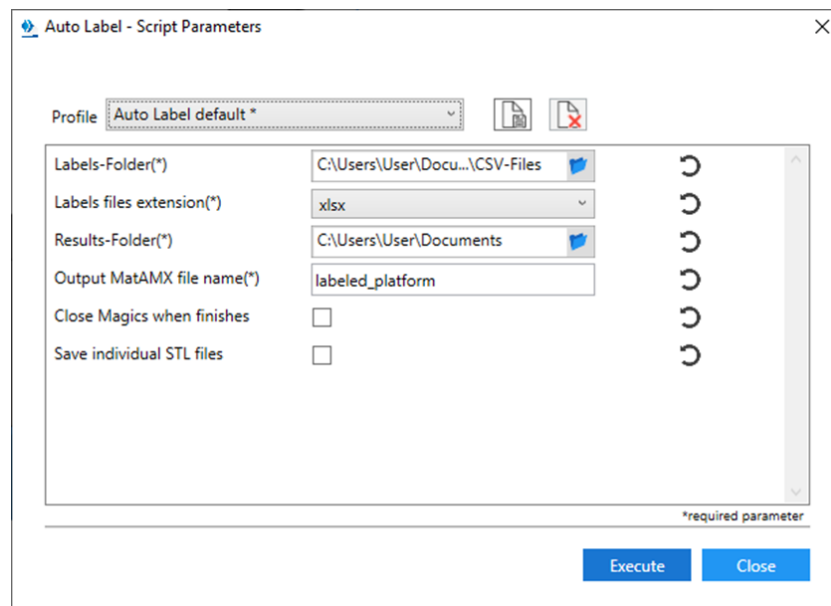 Auto Label - Script Parameters
Profile Auto Label default *
Labels-Folder(*) C:\Users\User\Docu...\CSV-Files
Labels files extension(*) xlsx
Results-Folder(*) C:\Users\User\Documents
Output MatAMX file name(*) labeled_platform
Close Magics when finishes
Save individual STL files
*required parameter
Execute Close